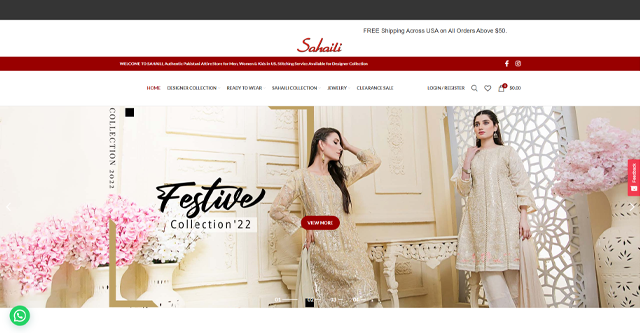 FREE Shipping Across USA on All Orders Above $50.
Sahaili
WELCOME TO SAHAILI, Authentic Pakistani Attire Store for Men, Women & Kids in US. Stitching Service Available for Designer Collection
HOME DESIGNER COLLECTION READY TO WEAR SAHAILI COLLECTION JEWELRY CLEARANCE SALE LOGIN / REGISTER 0 $0.00
COLLECTION 2022
Festive
Collection'22
VIEW MORE
Feedback
01 02 03 04